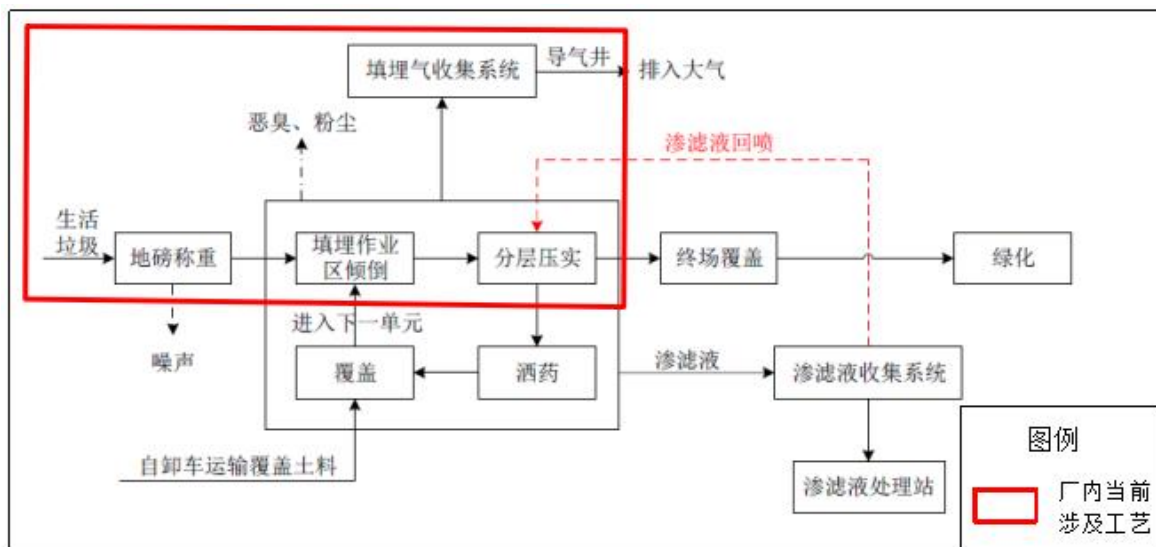 导气井
填埋气收集系统
排入大气
恶臭、粉尘
渗滤液回喷
生活
垃圾
地磅称重
填埋作业
区倾倒
分层压实
终场覆盖
绿化
进入下一单元
噪声
覆盖
洒药
渗滤液
渗滤液收集系统
自卸车运输覆盖土料
渗滤液处理站
图例
厂内当前
涉及工艺